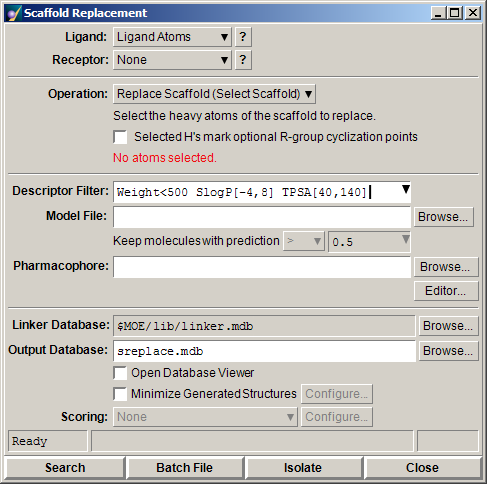 Scaffold Replacement
Ligand: Ligand Atoms ?
Receptor: None ?
Operation: Replace Scaffold (Select Scaffold)
Select the heavy atoms of the scaffold to replace.
Selected H's mark optional R-group cyclization points
No atoms selected.
Descriptor Filter: Weight<500 SlogP[-4,8] TPSA[40,140]
Model File: Browse...
Keep molecules with prediction > 0.5
Pharmacophore: Browse...
Editor...
Linker Database: $MOE/lib/linker.mdb Browse...
Output Database: sreplace.mdb Browse...
Open Database Viewer
Minimize Generated Structures Configure...
Scoring: None Configure...
Ready
Search Batch File Isolate Close